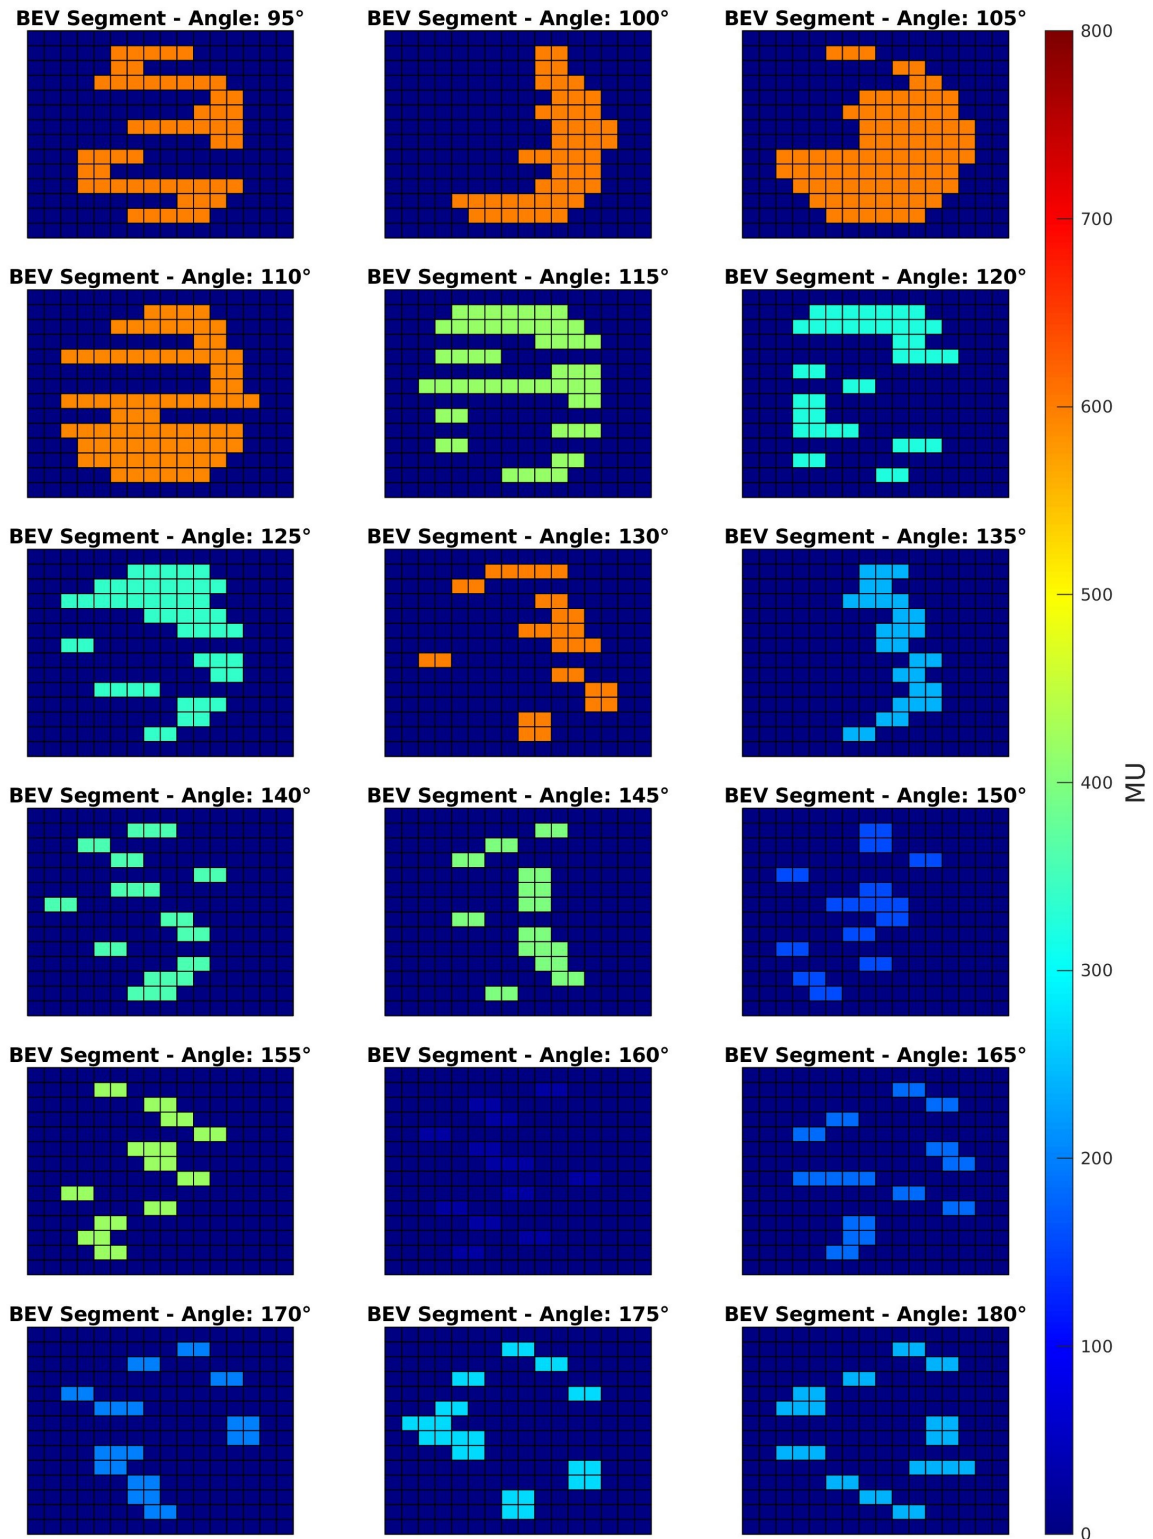 BEV Segment - Angle: 95°
BEV Segment - Angle: 100°
BEV Segment - Angle: 105°
BEV Segment - Angle: 110°
BEV Segment - Angle: 115°
BEV Segment - Angle: 120°
BEV Segment - Angle: 125°
BEV Segment - Angle: 130°
BEV Segment - Angle: 135°
BEV Segment - Angle: 140°
BEV Segment - Angle: 145°
BEV Segment - Angle: 150°
BEV Segment - Angle: 155°
BEV Segment - Angle: 160°
BEV Segment - Angle: 165°
BEV Segment - Angle: 170°
BEV Segment - Angle: 175°
BEV Segment - Angle: 180°
800
700
600
500
400
300
200
100
0
MU